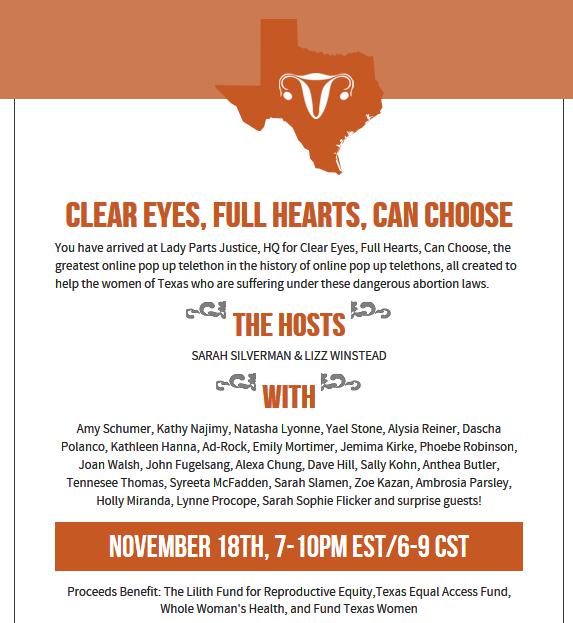 CLEAR EYES, FULL HEARTS, CAN CHOOSE
You have arrived at Lady Parts Justice, HQ for Clear Eyes, Full Hearts, Can Choose, the
greatest online pop up telethon in the history of online pop up telethons, all created to
help the women of Texas who are suffering under these dangerous abortion laws.
THE HOSTS
SARAH SILVERMAN & LIZZ WINSTEAD
WITH
Amy Schumer, Kathy Najimy, Natasha Lyonne, Yael Stone, Alysia Reiner, Dascha
Polanco, Kathleen Hanna, Ad-Rock, Emily Mortimer, Jemima Kirke, Phoebe Robinson,
Joan Walsh, John Fugelsang, Alexa Chung, Dave Hill, Sally Kohn, Anthea Butler,
Tennesee Thomas, Syreeta McFadden, Sarah Slamen, Zoe Kazan, Ambrosia Parsley,
Holly Miranda, Lynne Procope, Sarah Sophie Flicker and surprise guests!
NOVEMBER 18TH, 7-10PM EST/6-9 CST
Proceeds Benefit: The Lilith Fund for Reproductive Equity,Texas Equal Access Fund,
Whole Woman's Health, and Fund Texas Women